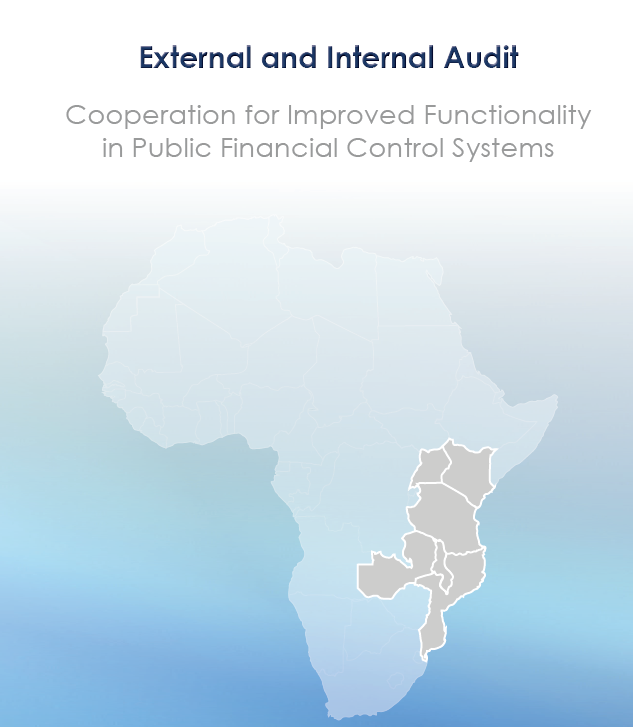 External and Internal Audit
Cooperation for Improved Functionality
in Public Financial Control Systems